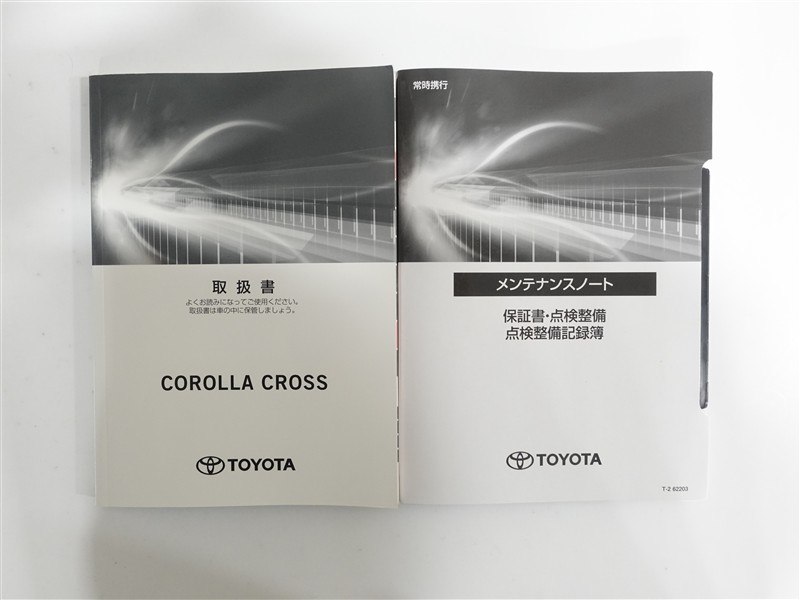 取扱書
よくお読みになってご使用ください。
取扱書は車の中に保管しましょう。
COROLLA CROSS
TOYOTA
常時携行
メンテナンスノート
保証書・点検整備
点検整備記録簿
TOYOTA
T-2 62203